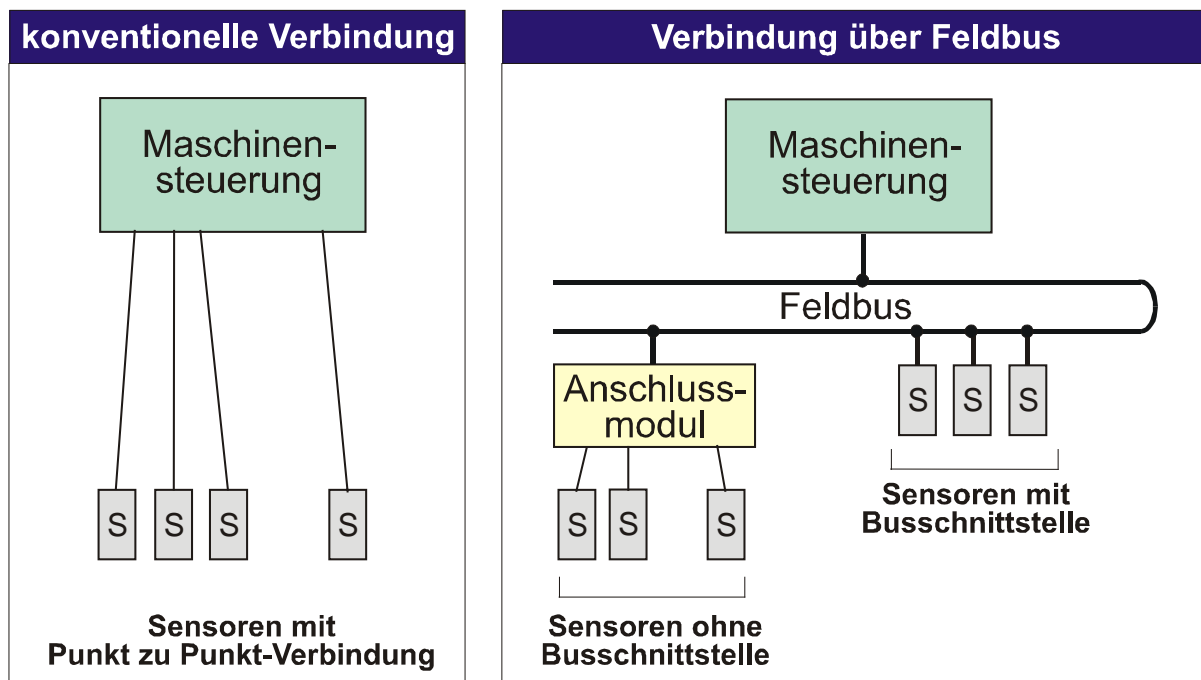 konventionelle Verbindung
Maschinen-
steuerung
S S S S
Sensoren mit
Punkt zu Punkt-Verbindung
Verbindung über Feldbus
Maschinen-
steuerung
Feldbus
Anschluss-
modul
S S S
Sensoren ohne
Busschnittstelle
S S S
Sensoren mit
Busschnittstelle